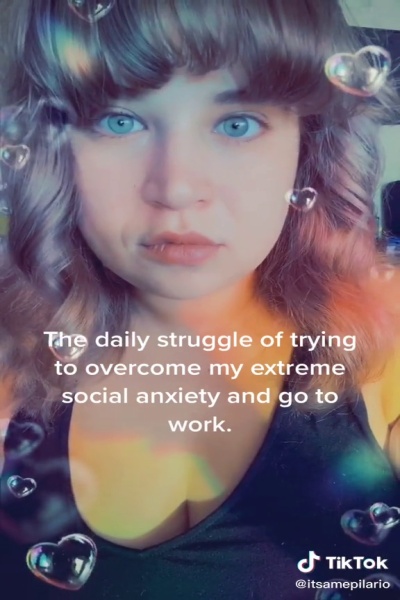 The daily struggle of trying
to overcome my extreme
social anxiety and go to
work.
TikTok
@itsamepilario